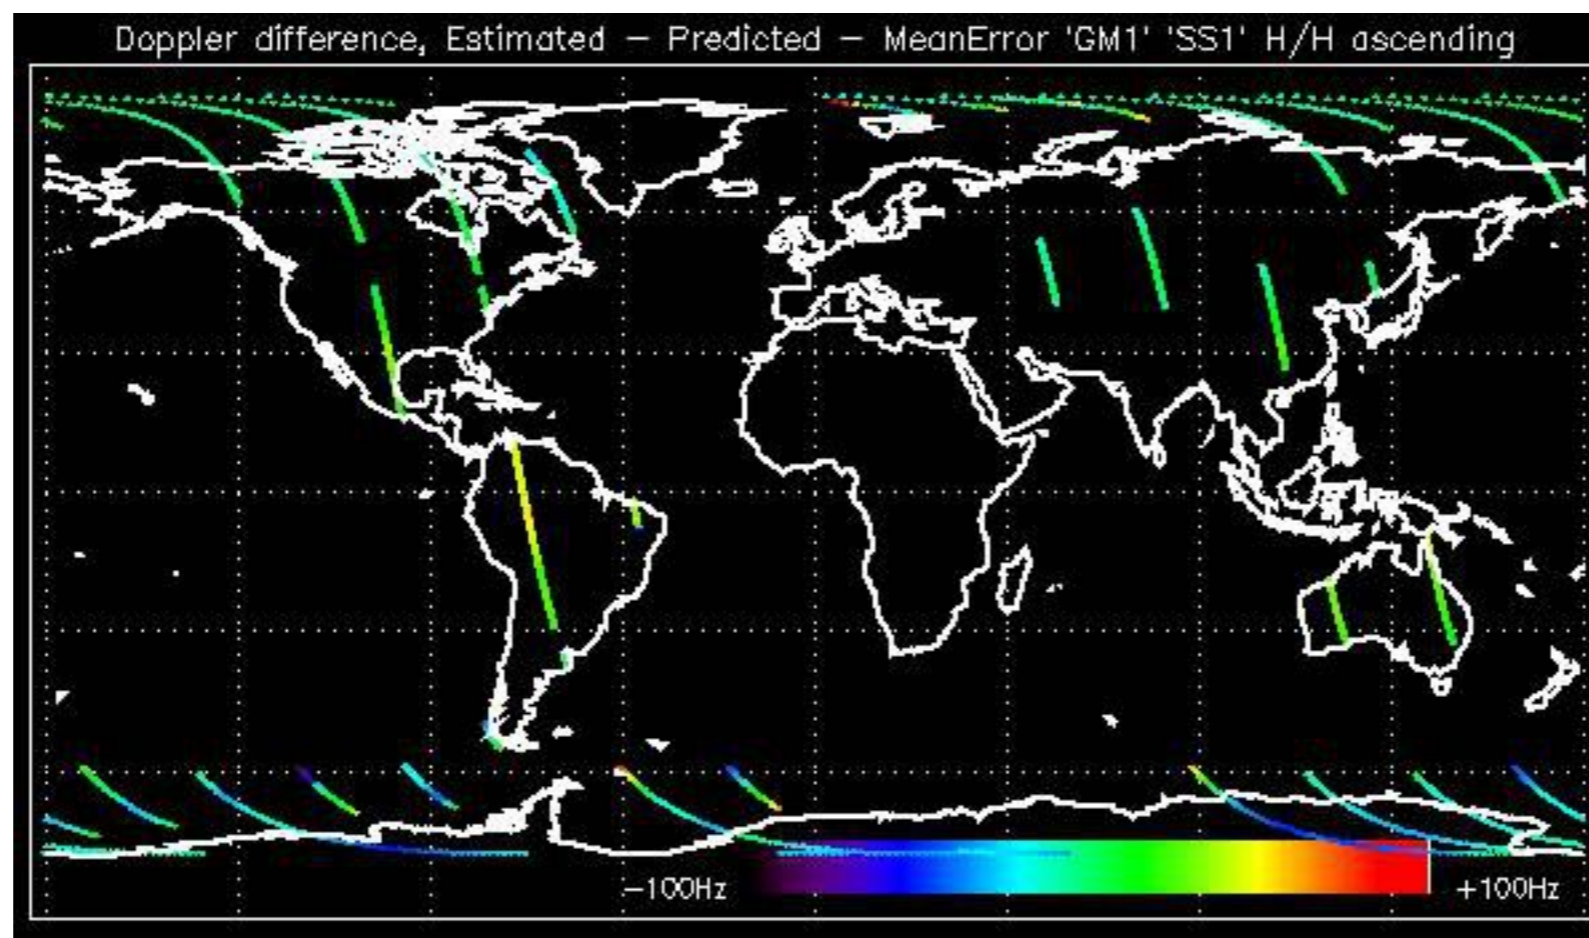 Doppler difference, Estimated – Predicted – MeanError 'GM1' 'SS1' H/H ascending
–100Hz
+100Hz